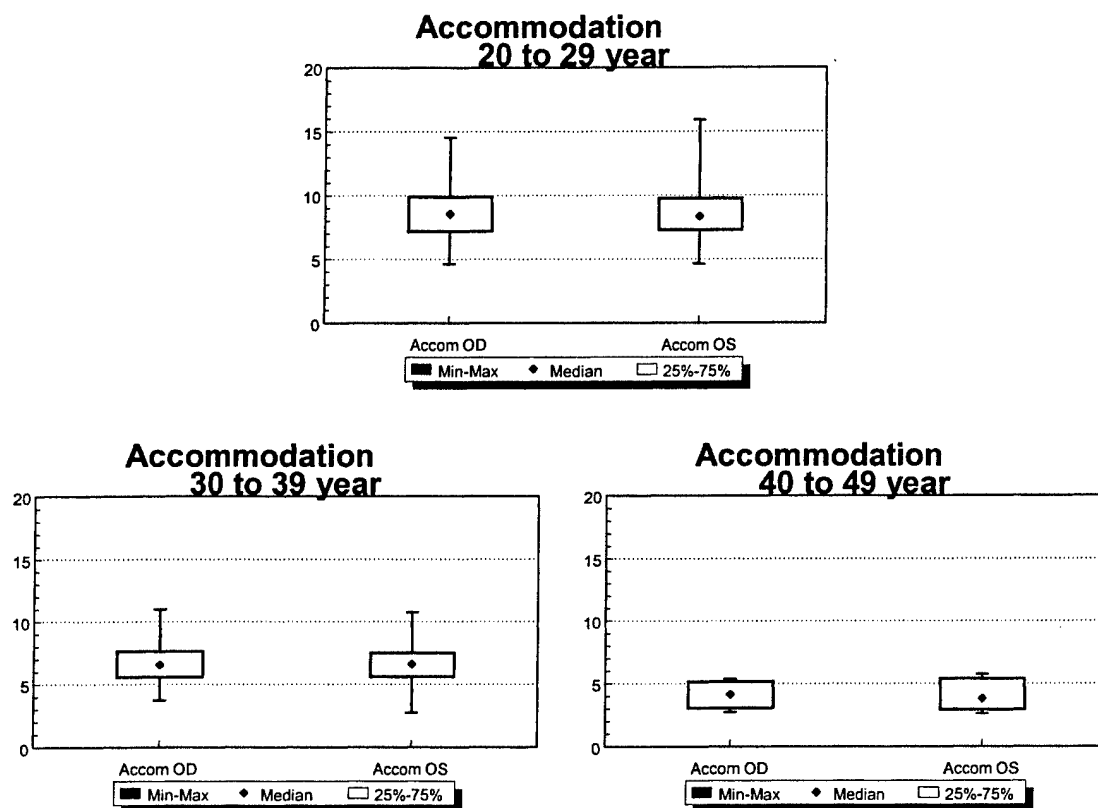 Accommodation
20 to 29 year
20
15
10
5
0
Accom OD Accom OS
Min-Max Median 25%-75%
Accommodation
30 to 39 year
20
15
10
5
0
Accom OD Accom OS
Min-Max Median 25%-75%
Accommodation
40 to 49 year
20
15
10
5
0
Accom OD Accom OS
Min-Max Median 25%-75%